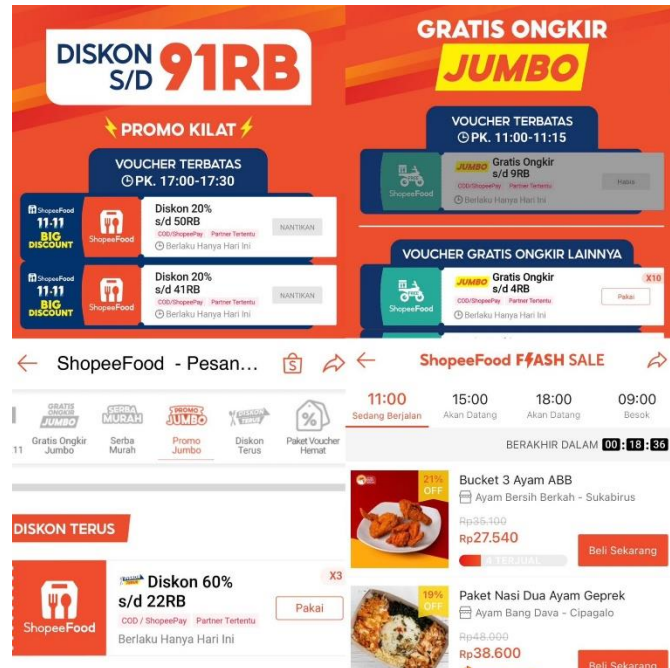 DISKON
S/D 91RB
PROMO KILAT
VOUCHER TERBATAS
PK. 17:00-17:30
ShopeeFood
11-11
BIG
DISCOUNT
ShopeeFood
Diskon 20%
s/d 50RB
COD/ShopeePay Partner Tertentu
Berlaku Hanya Hari Ini
NANTIKAN
ShopeeFood
11-11
BIG
DISCOUNT
ShopeeFood
Diskon 20%
s/d 41RB
COD/ShopeePay Partner Tertentu
Berlaku Hanya Hari Ini
NANTIKAN
GRATIS ONGKIR
JUMBO
VOUCHER TERBATAS
PK. 11:00-11:15
FREE
ShopeeFood
JUMBO Gratis Ongkir
s/d 9RB
COD/ShopeePay Partner Tertentu
Berlaku Hanya Hari Ini
Habis
VOUCHER GRATIS ONGKIR LAINNYA
FREE
ShopeeFood
JUMBO Gratis Ongkir
s/d 4RB
COD/ShopeePay Partner Tertentu
Berlaku Hanya Hari Ini
X10
Pakai
ShopeeFood - Pesan...
GRATIS
ONGKIR
JUMBO
SERBA
MURAH
PROMO
JUMBO
DISKON
TERUS
%
11
Gratis Ongkir
Jumbo
Serba
Murah
Promo
Jumbo
Diskon
Terus
Paket Voucher
Hemat
DISKON TERUS
ShopeeFood
DISKON
TERUS
Diskon 60%
s/d 22RB
COD / ShopeePay Partner Tertentu
Berlaku Hanya Hari Ini
X3
Pakai
ShopeeFood FLASH SALE
11:00 15:00 18:00 09:00
Sedang Berjalan Akan Datang Akan Datang Besok
BERAKHIR DALAM 00:18:36
21%
OFF
Bucket 3 Ayam ABB
Ayam Bersih Berkah - Sukabirus
Rp35.100
Rp27.540
4 TERJUAL
Beli Sekarang
19%
OFF
Paket Nasi Dua Ayam Geprek
Ayam Bang Dava - Cipagalo
Rp48.000
Rp38.600
Beli Sekarang